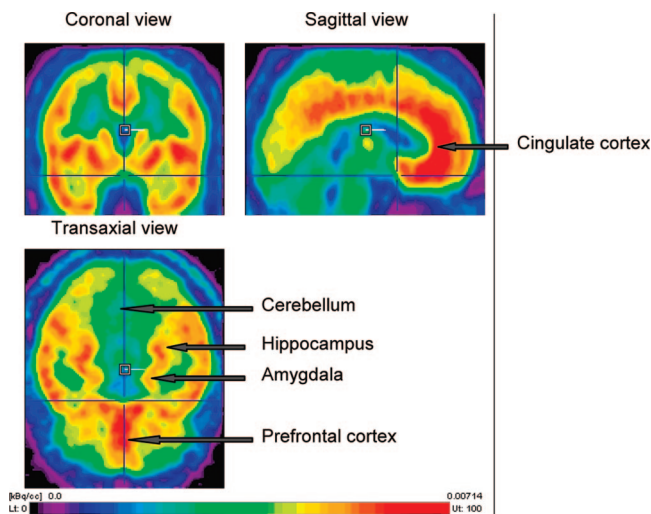 Coronal view
Sagittal view
Cingulate cortex
Transaxial view
Cerebellum
Hippocampus
Amygdala
Prefrontal cortex
[kBq/cc] 0.0
0.00714
Lt: 0
Ut: 100